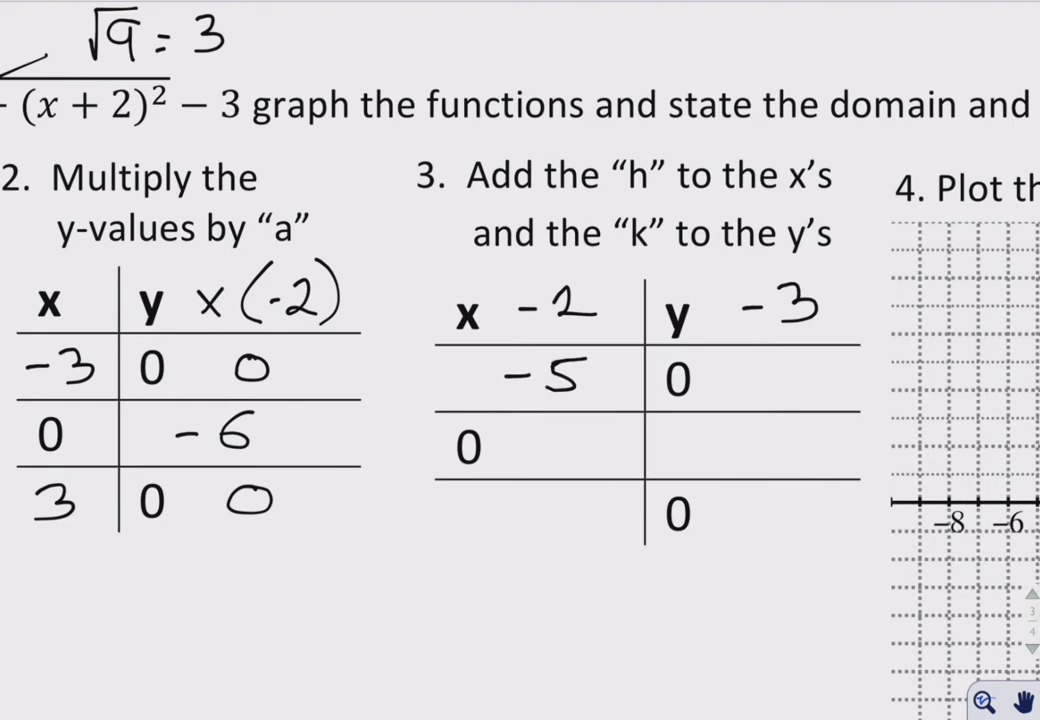 √9 = 3
- (x + 2)² − 3 graph the functions and state the domain and
2. Multiply the
y-values by “a”
3. Add the “h” to the x’s
and the “k” to the y’s
4. Plot th
x y x (-2)
-3 0 0
0 -6
3 0 0
x -2 y -3
-5 0
0
0
−8 −6
3
4